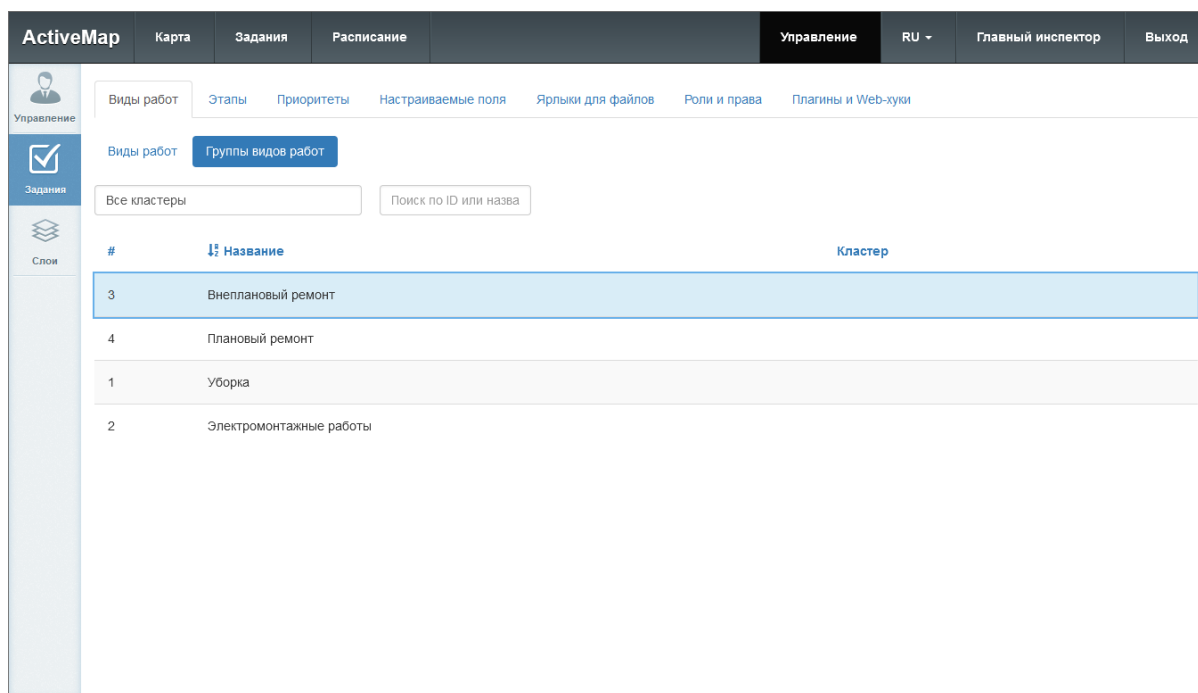 ActiveMap Карта Задания Расписание Управление RU Главный инспектор Выход
Управление
Задания
Слои
Виды работ Этапы Приоритеты Настраиваемые поля Ярлыки для файлов Роли и права Плагины и Web-хуки
Виды работ Группы видов работ
Все кластеры Поиск по ID или назва
# Название Кластер
3 Внеплановый ремонт
4 Плановый ремонт
1 Уборка
2 Электромонтажные работы